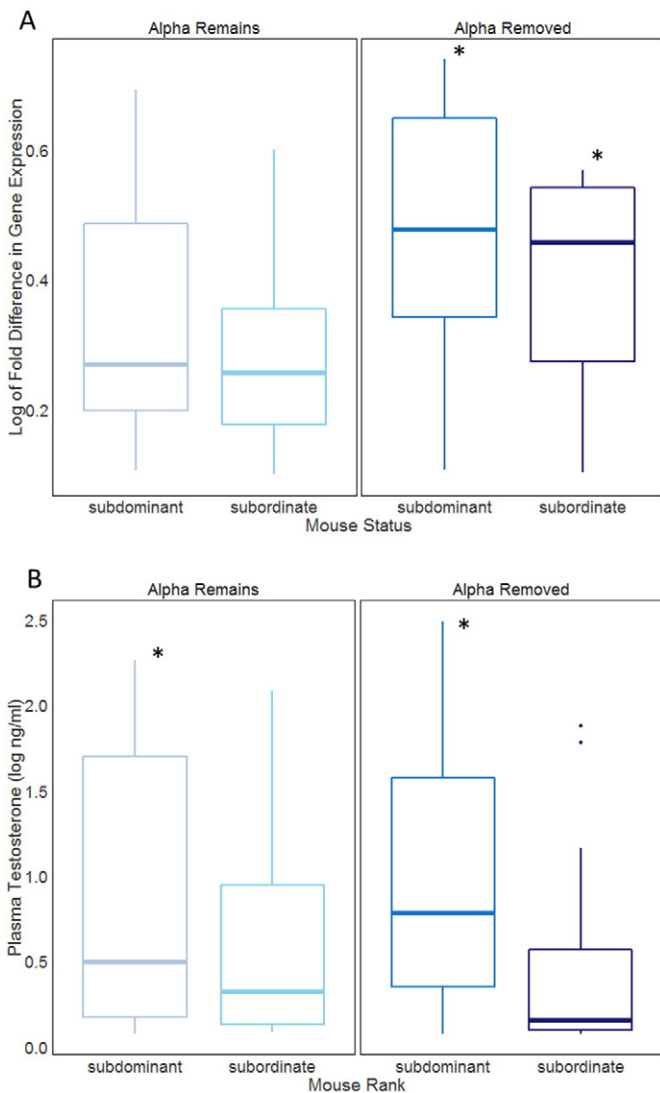 A
Alpha Remains
Alpha Removed
Log of Fold Difference in Gene Expression
0.6
0.4
0.2
*
*
subdominant
subordinate
subdominant
subordinate
Mouse Status
B
Alpha Remains
Alpha Removed
Plasma Testosterone (log ng/ml)
2.5
2.0
1.5
1.0
0.5
0.0
*
*
subdominant
subordinate
subdominant
subordinate
Mouse Rank